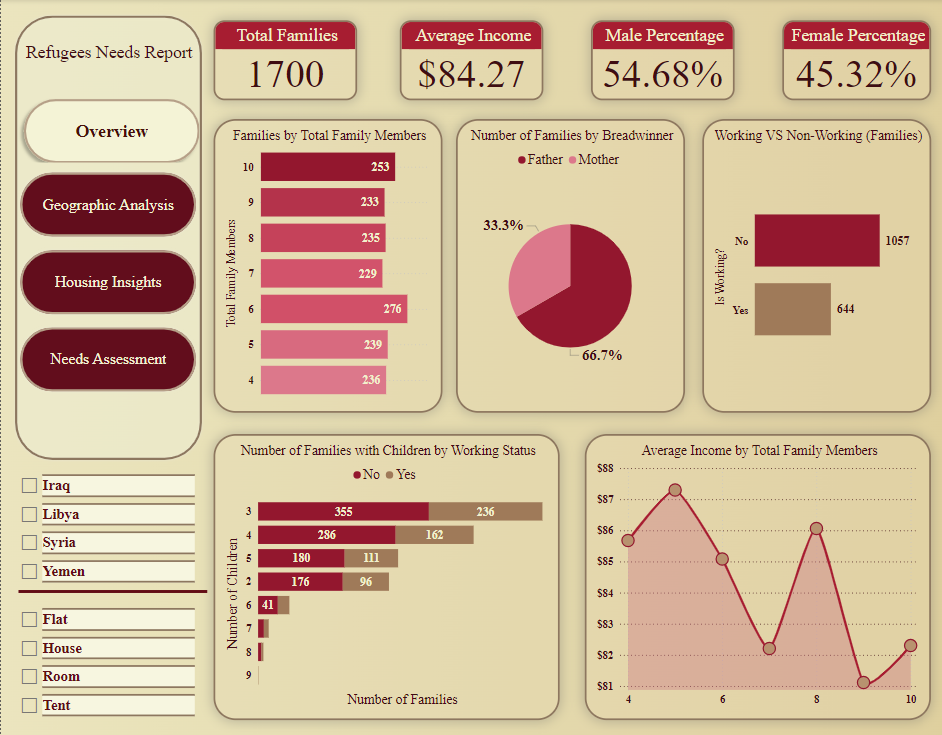 Refugees Needs Report
Overview
Geographic Analysis
Housing Insights
Needs Assessment
Iraq
Libya
Syria
Yemen
Flat
House
Room
Tent
Total Families
1700
Average Income
$84.27
Male Percentage
54.68%
Female Percentage
45.32%
Families by Total Family Members
Total Family Members
10 253
9 233
8 235
7 229
6 276
5 239
4 236
Number of Families by Breadwinner
Father Mother
33.3%
66.7%
Working VS Non-Working (Families)
Is Working?
No 1057
Yes 644
Number of Families with Children by Working Status
No Yes
Number of Children
3 355 236
4 286 162
5 180 111
2 176 96
6 41
7
8
9
Number of Families
Average Income by Total Family Members
$88
$87
$86
$85
$84
$83
$82
$81
4 6 8 10